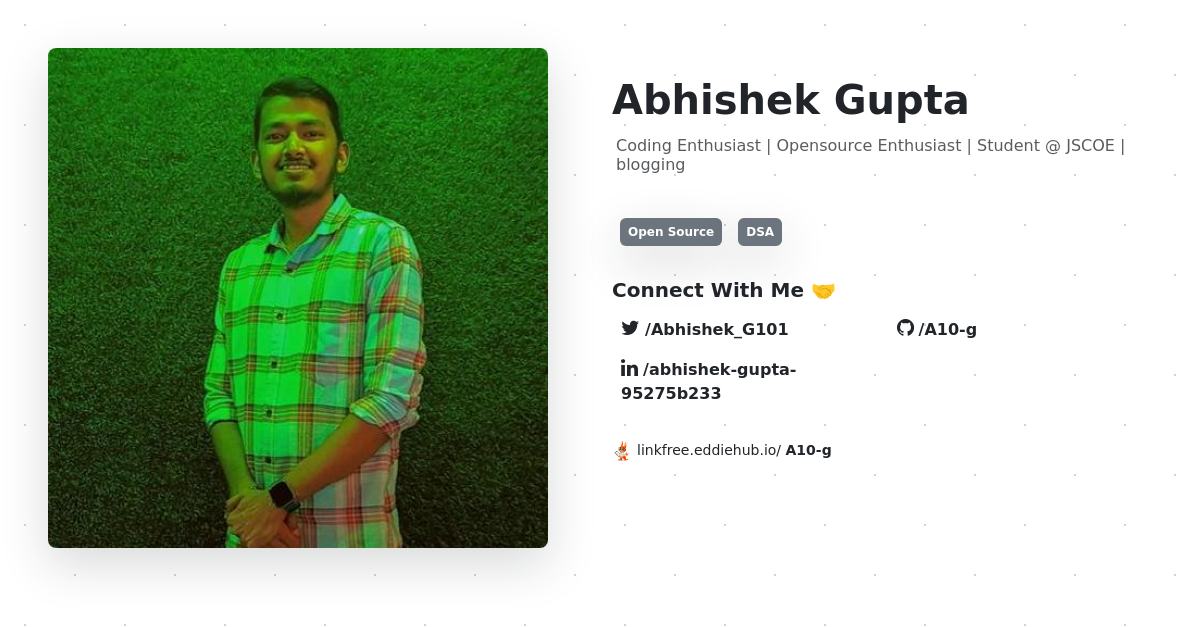 Abhishek Gupta
Coding Enthusiast | Opensource Enthusiast | Student @ JSCOE |
blogging
Open Source DSA
Connect With Me 🤝
/Abhishek_G101 /A10-g
/abhishek-gupta-
95275b233
linkfree.eddiehub.io/ A10-g